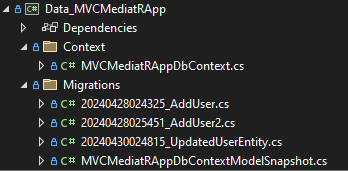 Data_MVCMediatRApp
Dependencies
Context
MVCMediatRAppDbContext.cs
Migrations
20240428024325_AddUser.cs
20240428025451_AddUser2.cs
20240430024815_UpdatedUserEntity.cs
MVCMediatRAppDbContextModelSnapshot.cs